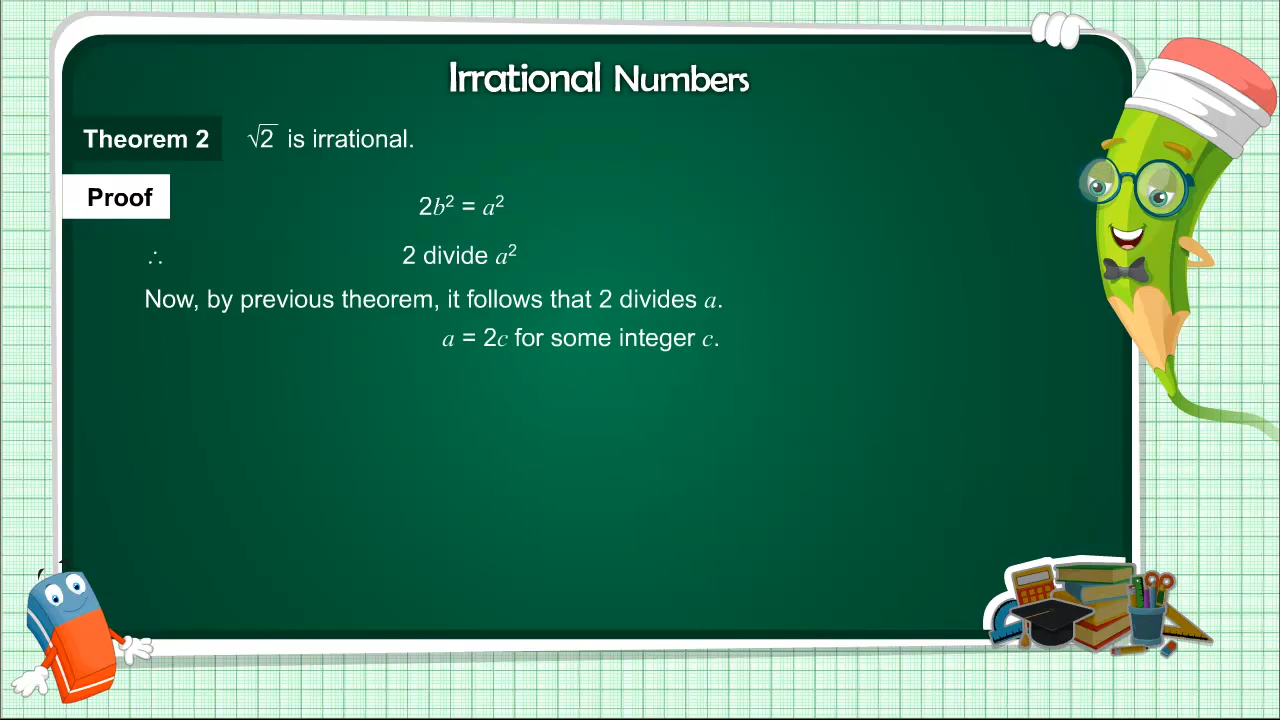 Irrational Numbers
Theorem 2 √2 is irrational.
Proof
2b² = a²
∴ 2 divide a²
Now, by previous theorem, it follows that 2 divides a.
a = 2c for some integer c.